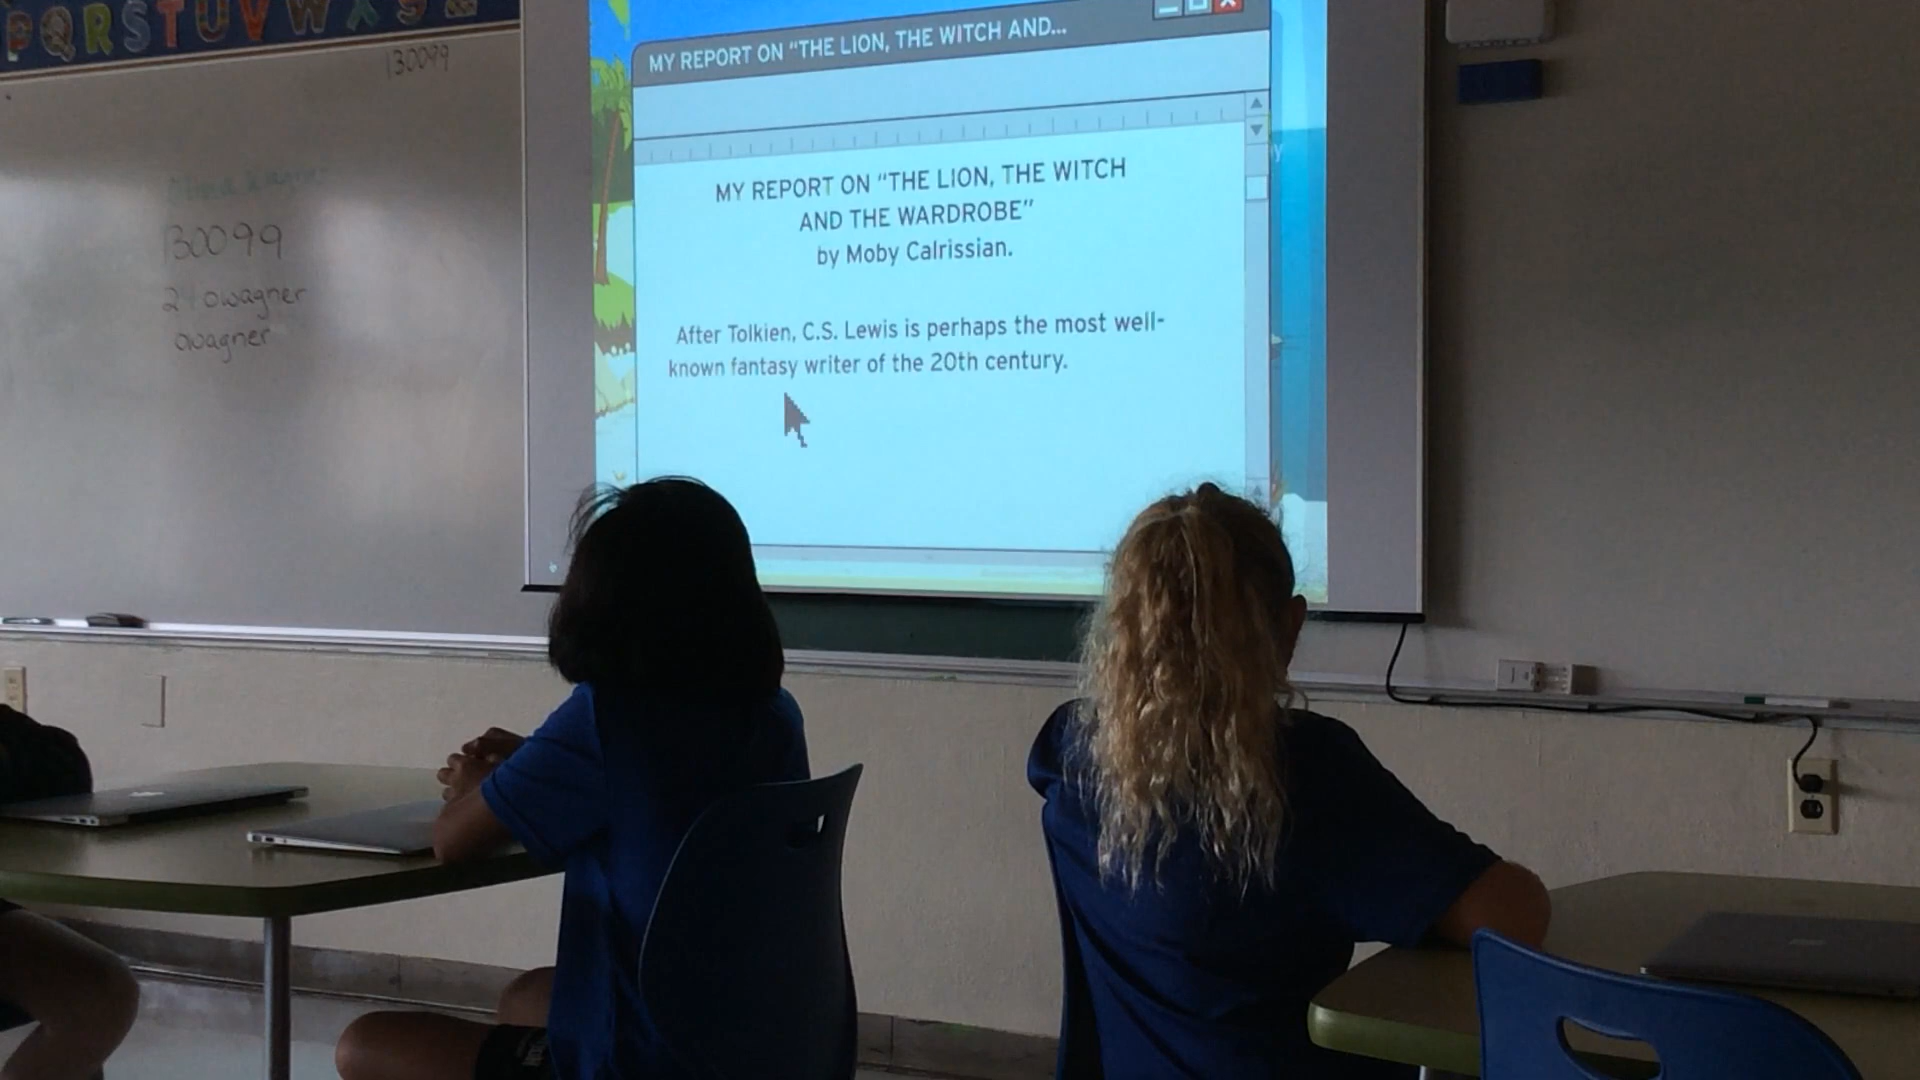 PQRSTUVWXYZ
130099
130099
owagner
owagner
MY REPORT ON “THE LION, THE WITCH AND...
MY REPORT ON “THE LION, THE WITCH
AND THE WARDROBE”
by Moby Calrissian.
After Tolkien, C.S. Lewis is perhaps the most well-
known fantasy writer of the 20th century.